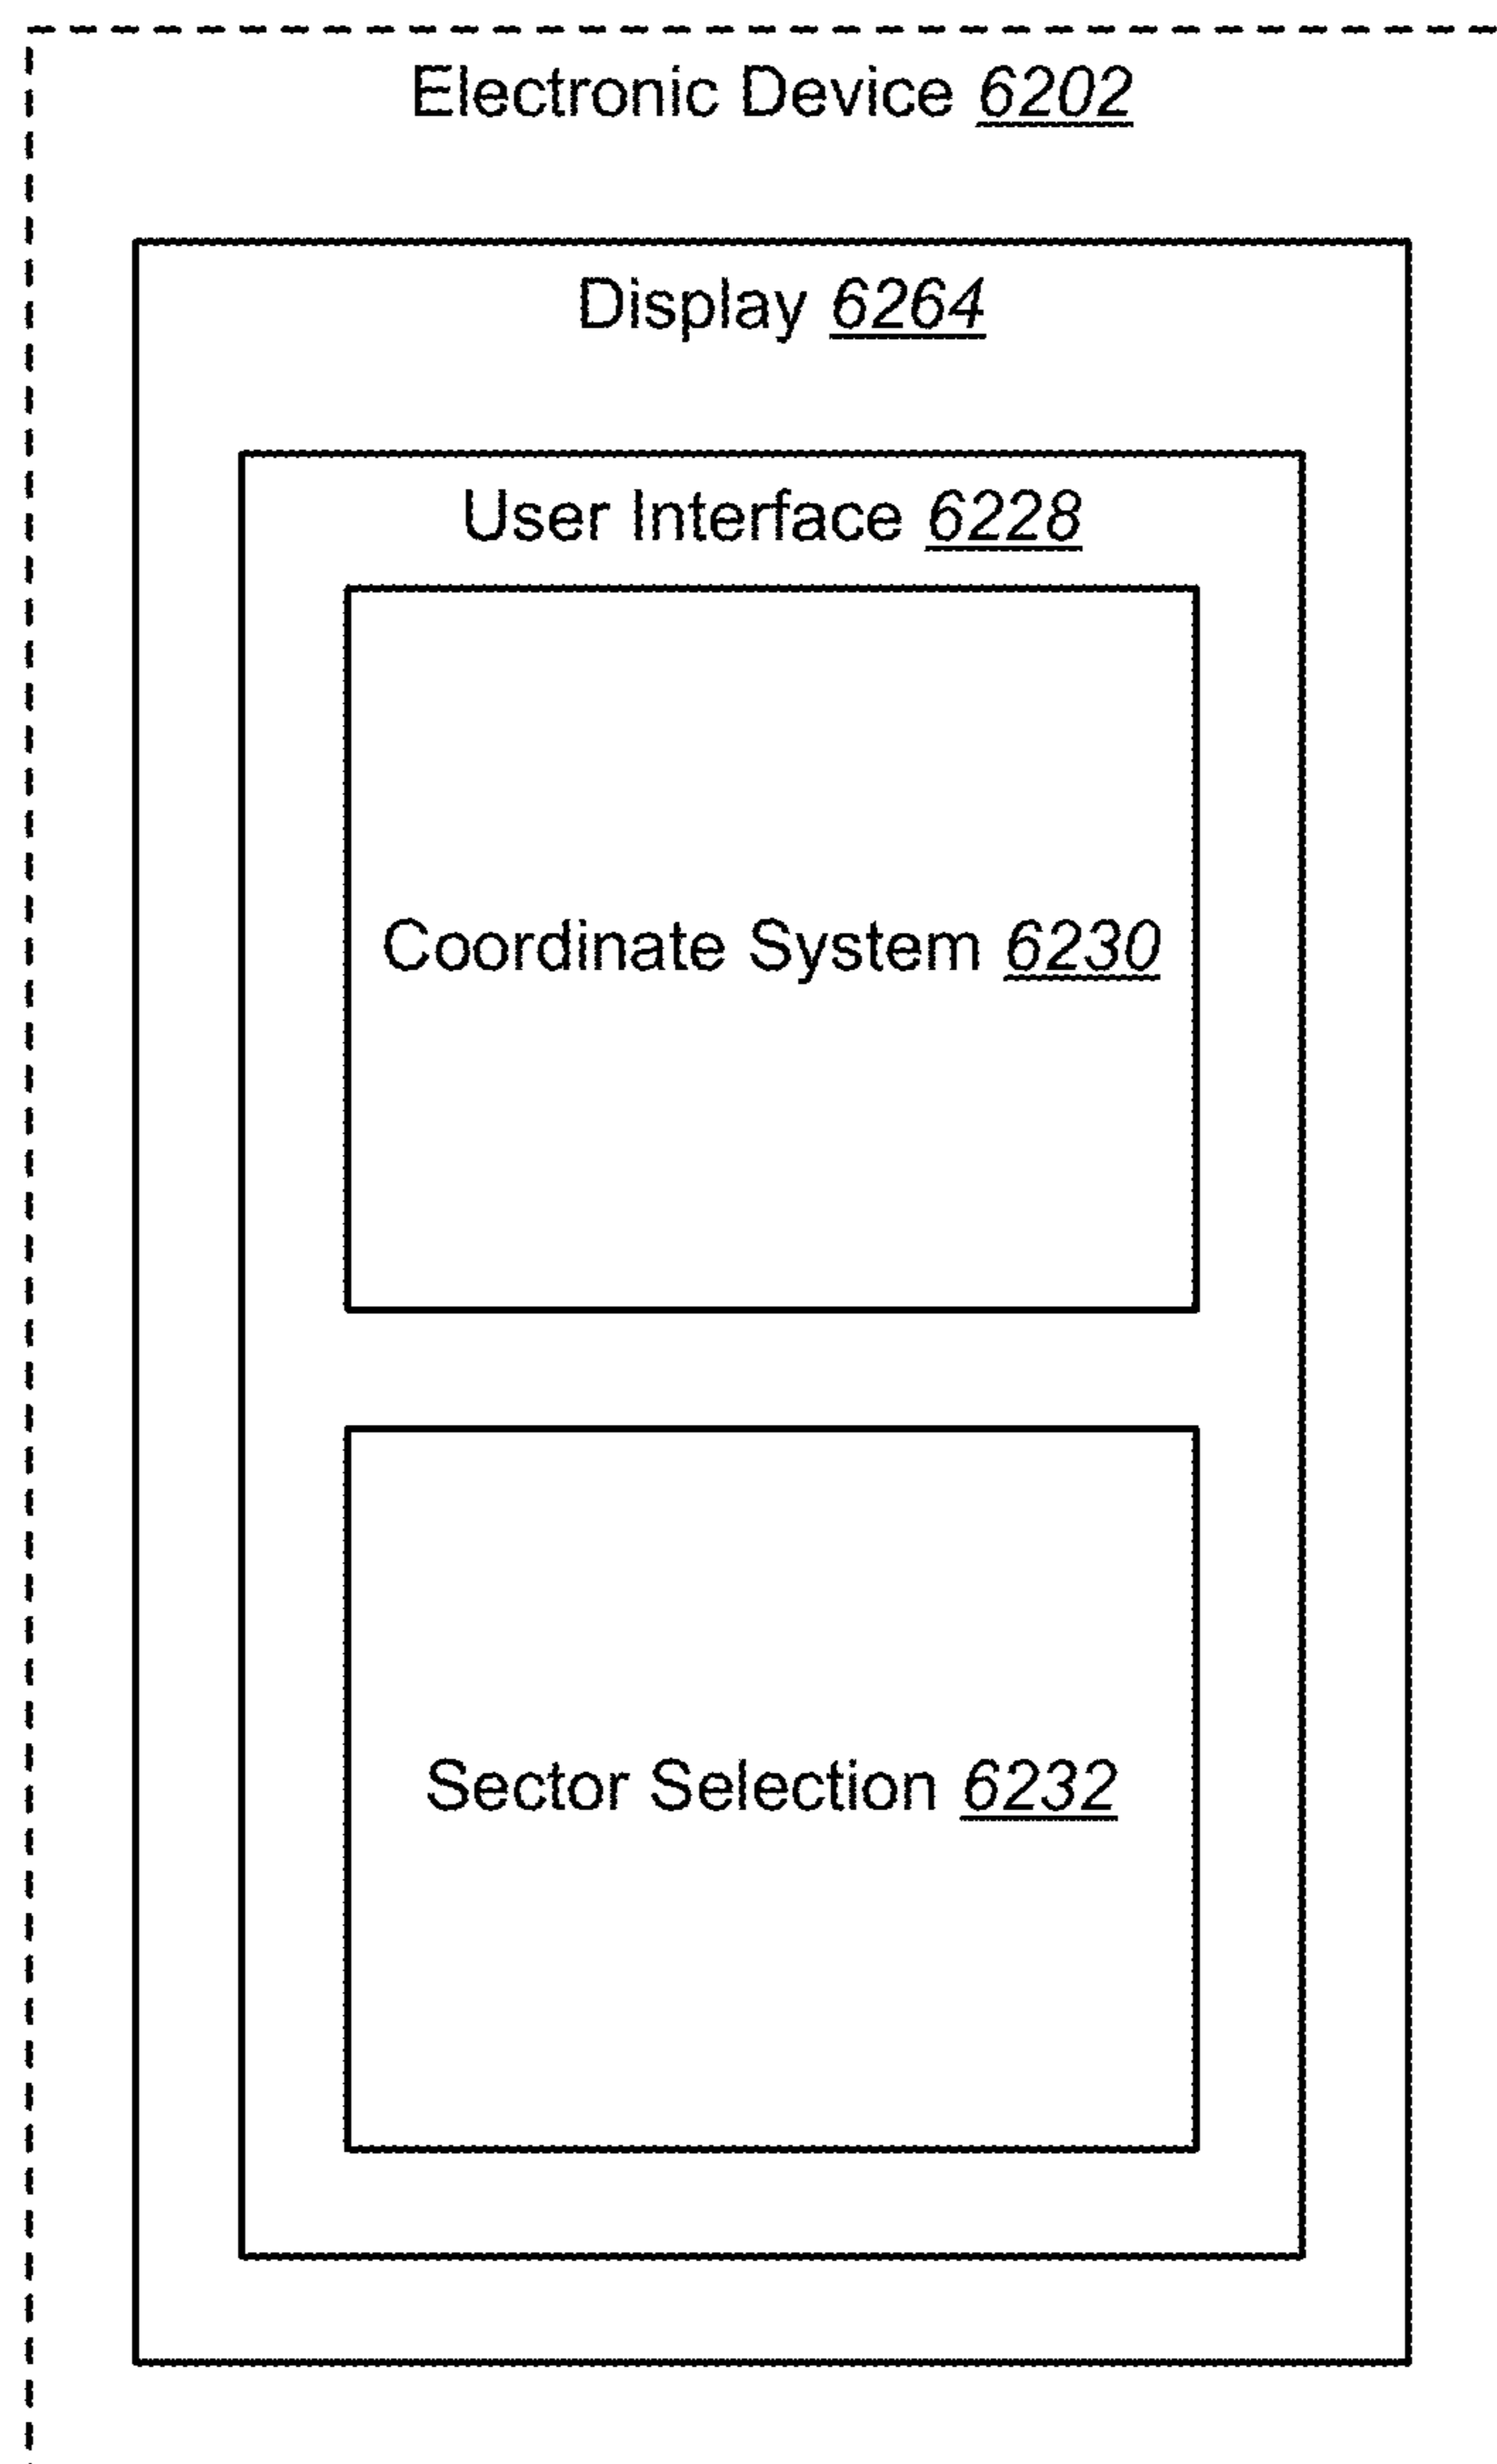 Electronic Device 6202
Display 6264
User Interface 6228
Coordinate System 6230
Sector Selection 6232